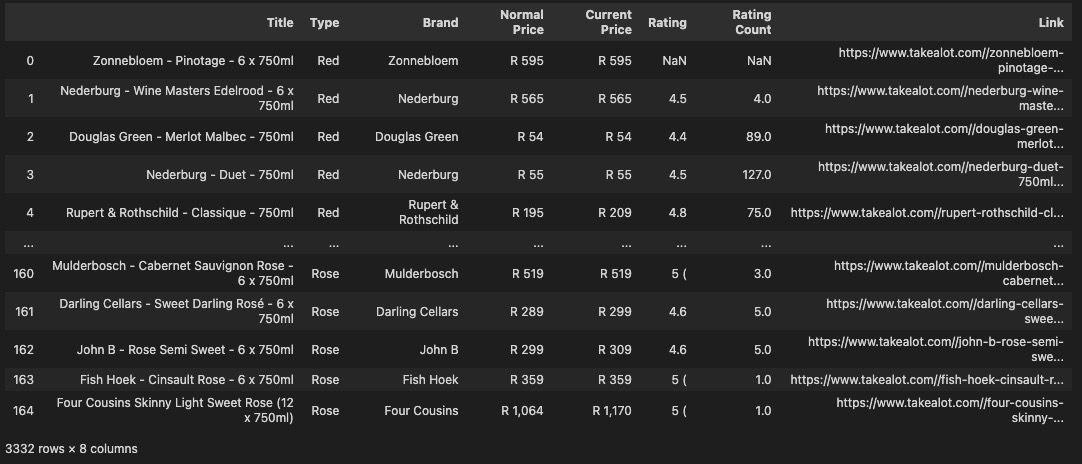 Title Type Brand Normal Price Current Price Rating Rating Count Link
0 Zonnebloem - Pinotage - 6 x 750ml Red Zonnebloem R 595 R 595 NaN NaN https://www.takealot.com//zonnebloem-pinotage-...
1 Nederburg - Wine Masters Edelrood - 6 x 750ml Red Nederburg R 565 R 565 4.5 4.0 https://www.takealot.com//nederburg-wine-maste...
2 Douglas Green - Merlot Malbec - 750ml Red Douglas Green R 54 R 54 4.4 89.0 https://www.takealot.com//douglas-green-merlot...
3 Nederburg - Duet - 750ml Red Nederburg R 55 R 55 4.5 127.0 https://www.takealot.com//nederburg-duet-750ml...
4 Rupert & Rothschild - Classique - 750ml Red Rupert & Rothschild R 195 R 209 4.8 75.0 https://www.takealot.com//rupert-rothschild-cl...
... ... ... ... ... ... ... ... ...
160 Mulderbosch - Cabernet Sauvignon Rose - 6 x 750ml Rose Mulderbosch R 519 R 519 5 ( 3.0 https://www.takealot.com//mulderbosch-cabernet...
161 Darling Cellars - Sweet Darling Rosé - 6 x 750ml Rose Darling Cellars R 289 R 299 4.6 5.0 https://www.takealot.com//darling-cellars-swee...
162 John B - Rose Semi Sweet - 6 x 750ml Rose John B R 299 R 309 4.6 5.0 https://www.takealot.com//john-b-rose-semi-swe...
163 Fish Hoek - Cinsault Rose - 6 x 750ml Rose Fish Hoek R 359 R 359 5 ( 1.0 https://www.takealot.com//fish-hoek-cinsault-r...
164 Four Cousins Skinny Light Sweet Rose (12 x 750ml) Rose Four Cousins R 1,064 R 1,170 5 ( 1.0 https://www.takealot.com//four-cousins-skinny-...
3332 rows × 8 columns